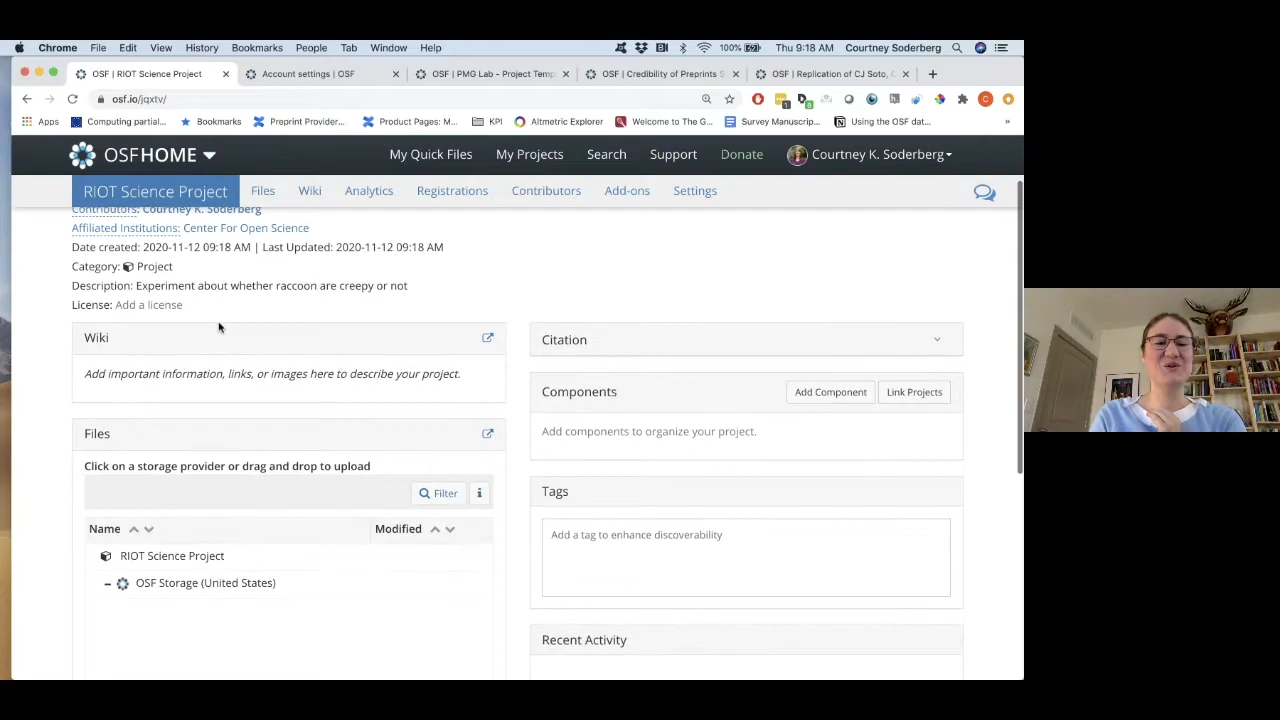 Chrome File Edit View History Bookmarks People Tab Window Help 100% Thu 9:18 AM Courtney Soderberg
OSF | RIOT Science Project Account settings | OSF OSF | PMG Lab - Project Temp OSF | Credibility of Preprints S OSF | Replication of CJ Soto, C
osf.io/jqxtv/
Apps Computing partial... Bookmarks Preprint Provider... Product Pages: M... KPI Altmetric Explorer Welcome to The G... Survey Manuscrip... Using the OSF dat... »
OSFHOME My Quick Files My Projects Search Support Donate Courtney K. Soderberg
RIOT Science Project Files Wiki Analytics Registrations Contributors Add-ons Settings
Contributors: Courtney K. Soderberg
Affiliated Institutions: Center For Open Science
Date created: 2020-11-12 09:18 AM | Last Updated: 2020-11-12 09:18 AM
Category: Project
Description: Experiment about whether raccoon are creepy or not
License: Add a license
Wiki
Add important information, links, or images here to describe your project.
Files
Click on a storage provider or drag and drop to upload
Filter i
Name Modified
RIOT Science Project
OSF Storage (United States)
Citation
Components Add Component Link Projects
Add components to organize your project.
Tags
Add a tag to enhance discoverability
Recent Activity